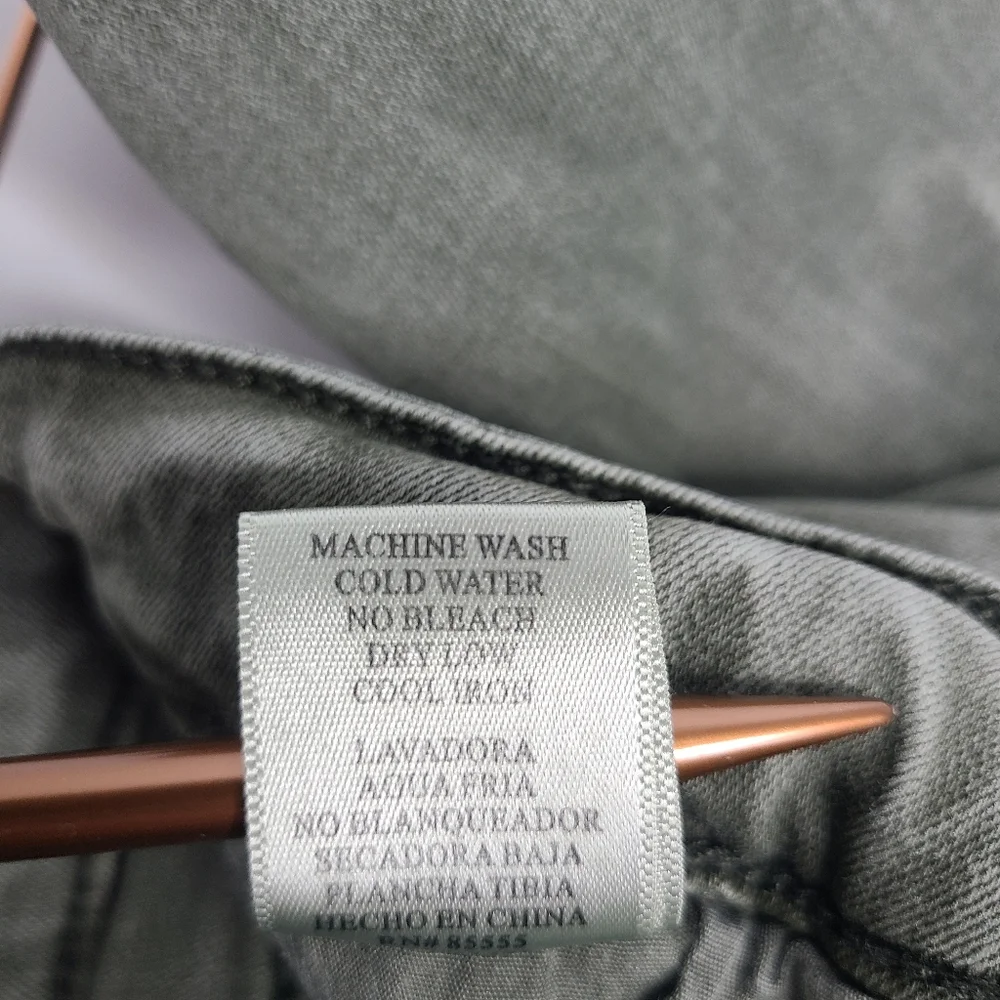 MACHINE WASH
COLD WATER
NO BLEACH
DRY LOW
COOL IRON
LAVADORA
AGUA FRIA
NO BLANQUEADOR
SECADORA BAJA
PLANCHA TIBIA
HECHO EN CHINA
RN# 85555